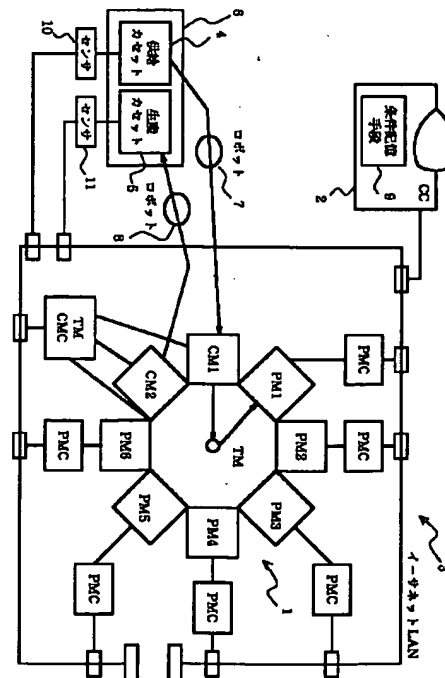 CC
条件記憶
手段
9
2
供給
カセット
4
生産
カセット
5
センサ
10
センサ
11
ロボット
7
ロボット
8
イーサネットLAN
1
TM
CMC
CM1
CM2
TM
PM1
PM2
PM3
PM4
PM5
PM6
PMC
PMC
PMC
PMC
PMC
PMC